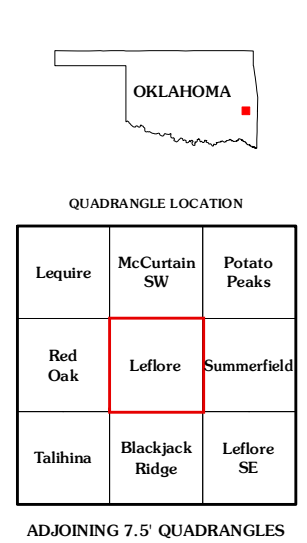 OKLAHOMA
QUADRANGLE LOCATION
Lequire
McCurtain
SW
Potato
Peaks
Red
Oak
Leflore
Summerfield
Talihina
Blackjack
Ridge
Leflore
SE
ADJOINING 7.5' QUADRANGLES